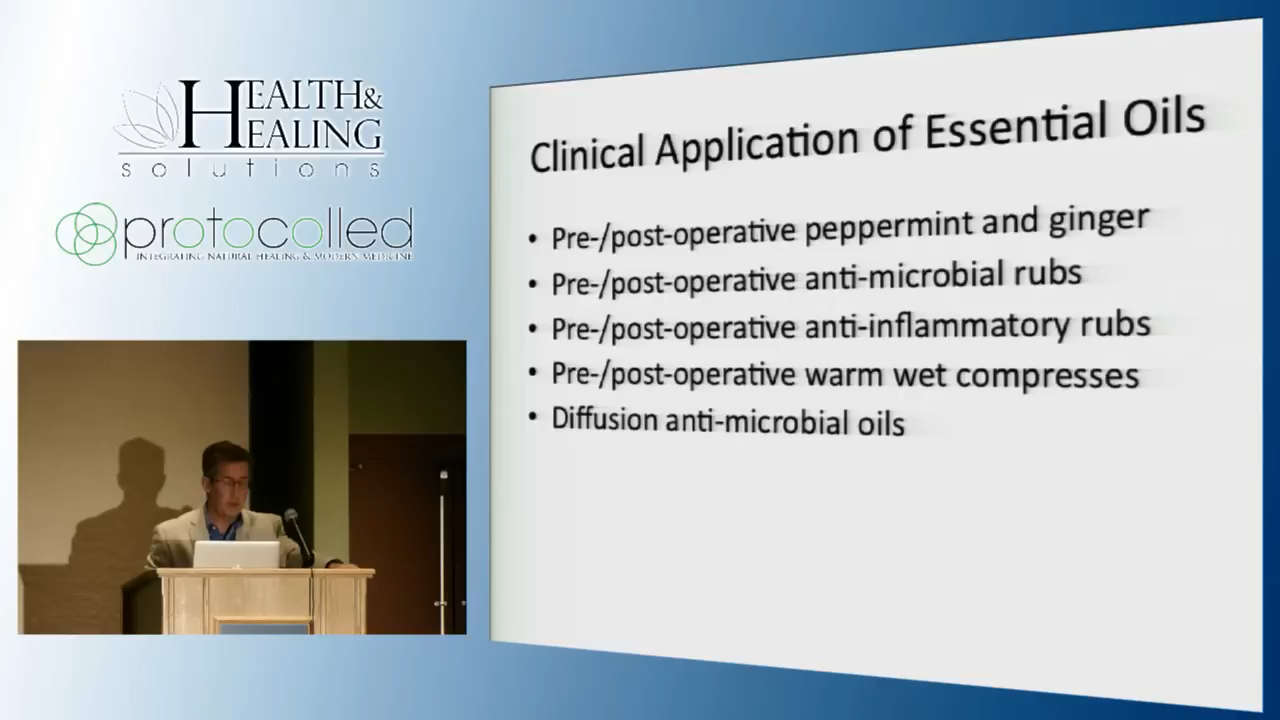 HEALTH&
HEALING
solutions
protocolled
INTEGRATING NATURAL HEALING & MODERN MEDICINE
Clinical Application of Essential Oils
• Pre-/post-operative peppermint and ginger
• Pre-/post-operative anti-microbial rubs
• Pre-/post-operative anti-inflammatory rubs
• Pre-/post-operative warm wet compresses
• Diffusion anti-microbial oils